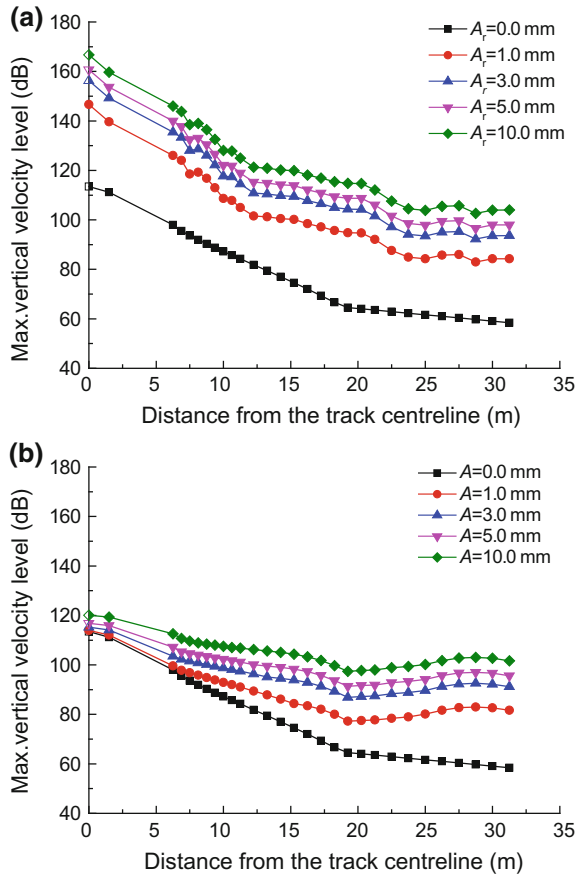 (a)
180
160
140
120
100
80
60
40
Max.vertical velocity level (dB)
Aᵣ=0.0 mm
Aᵣ=1.0 mm
Aᵣ=3.0 mm
Aᵣ=5.0 mm
Aᵣ=10.0 mm
0 5 10 15 20 25 30 35
Distance from the track centreline (m)
(b)
180
160
140
120
100
80
60
40
Max.vertical velocity level (dB)
A=0.0 mm
A=1.0 mm
A=3.0 mm
A=5.0 mm
A=10.0 mm
0 5 10 15 20 25 30 35
Distance from the track centreline (m)